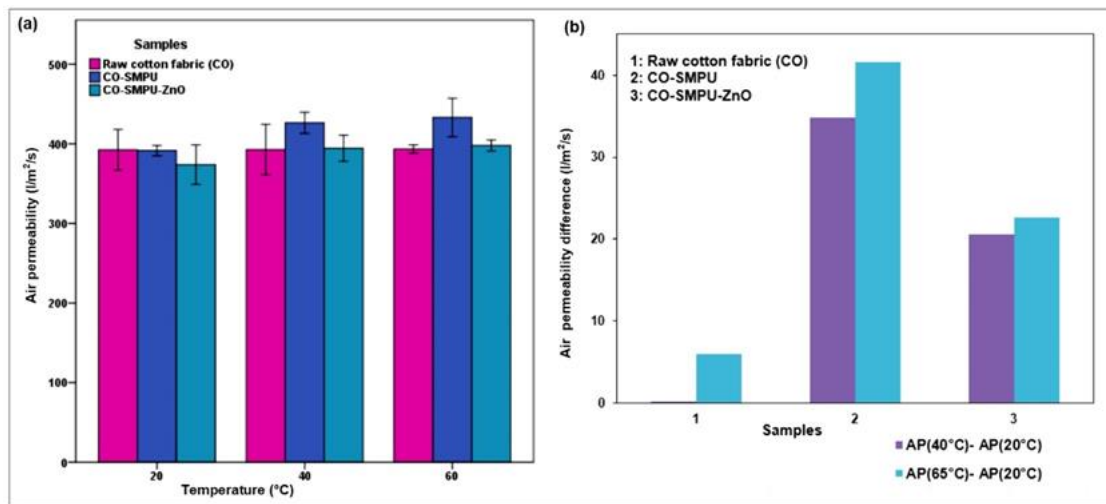 (a)
Samples
Raw cotton fabric (CO)
CO-SMPU
CO-SMPU-ZnO
Air permeability (l/m²/s)
500
400
300
200
100
0
20
40
60
Temperature (°C)
(b)
1: Raw cotton fabric (CO)
2: CO-SMPU
3: CO-SMPU-ZnO
Air permeability difference (l/m²/s)
40
30
20
10
0
1
2
3
Samples
AP(40°C)- AP(20°C)
AP(65°C)- AP(20°C)